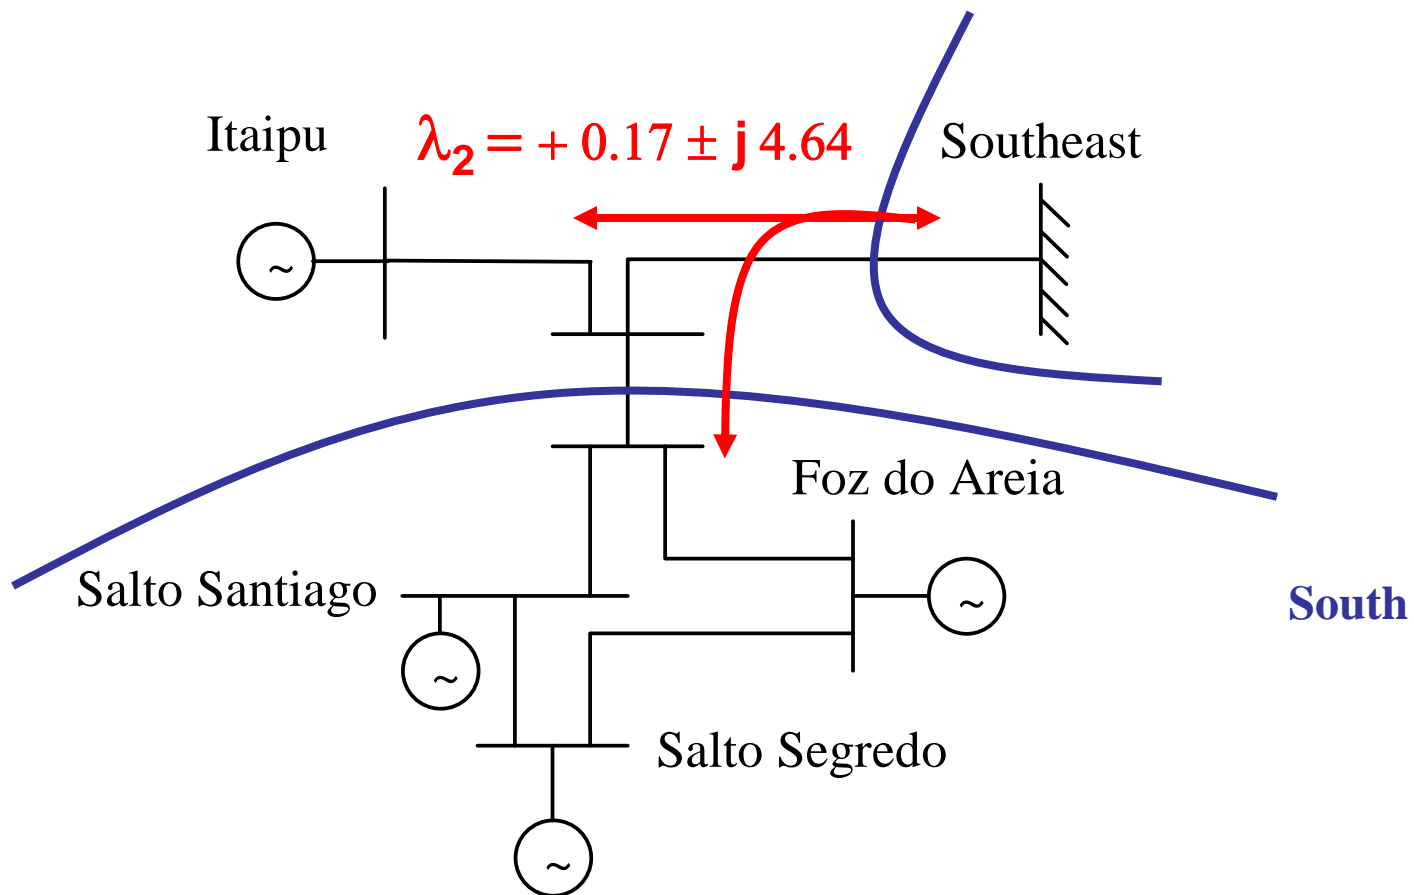 Itaipu
λ2 = + 0.17 ± j 4.64
Southeast
~
Foz do Areia
Salto Santiago
~
South
~
Salto Segredo
~